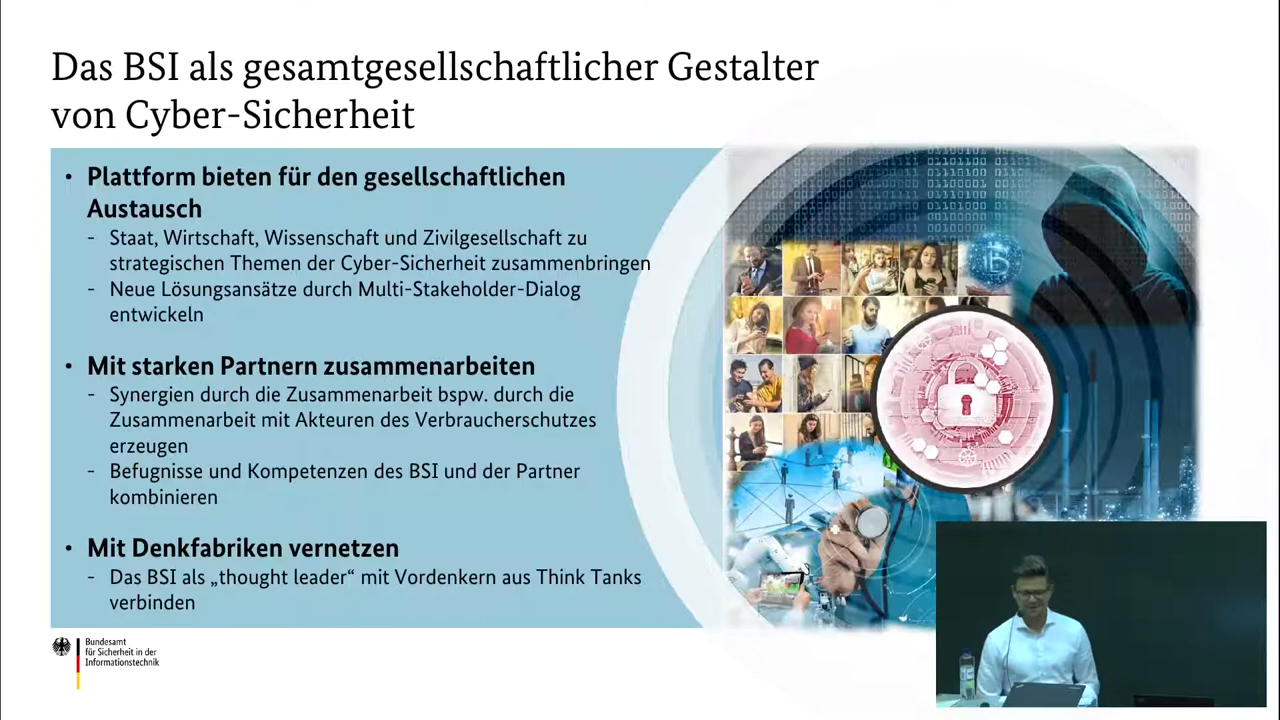 Das BSI als gesamtgesellschaftlicher Gestalter
von Cyber-Sicherheit
• Plattform bieten für den gesellschaftlichen
Austausch
- Staat, Wirtschaft, Wissenschaft und Zivilgesellschaft zu
strategischen Themen der Cyber-Sicherheit zusammenbringen
- Neue Lösungsansätze durch Multi-Stakeholder-Dialog
entwickeln
• Mit starken Partnern zusammenarbeiten
- Synergien durch die Zusammenarbeit bspw. durch die
Zusammenarbeit mit Akteuren des Verbraucherschutzes
erzeugen
- Befugnisse und Kompetenzen des BSI und der Partner
kombinieren
• Mit Denkfabriken vernetzen
- Das BSI als „thought leader“ mit Vordenkern aus Think Tanks
verbinden
Bundesamt
für Sicherheit in der
Informationstechnik